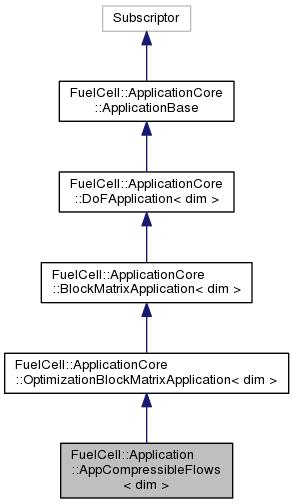 Subscriptor
FuelCell::ApplicationCore
::ApplicationBase
FuelCell::ApplicationCore
::DoFApplication< dim >
FuelCell::ApplicationCore
::BlockMatrixApplication< dim >
FuelCell::ApplicationCore
::OptimizationBlockMatrixApplication< dim >
FuelCell::Application
::AppCompressibleFlows
< dim >